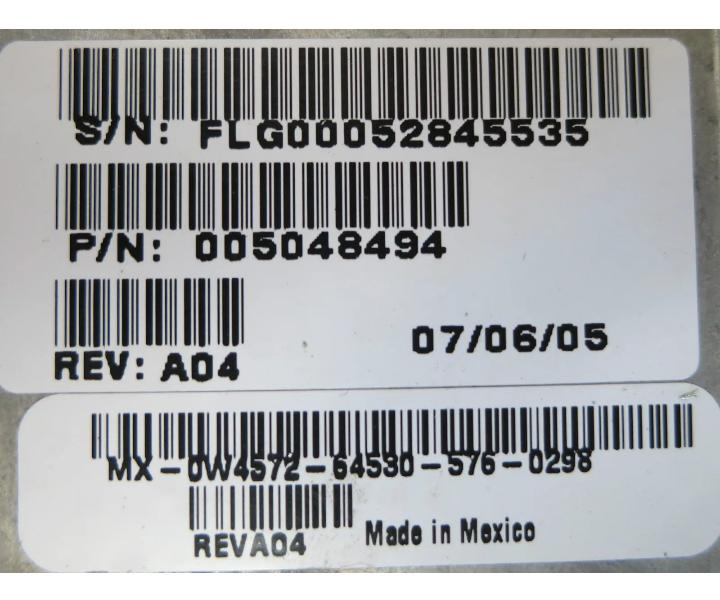 S/N: FLG00052845535
P/N: 005048494
REV: A04
07/06/05
MX-0W4572-64530-576-0298
REVA04
Made in Mexico